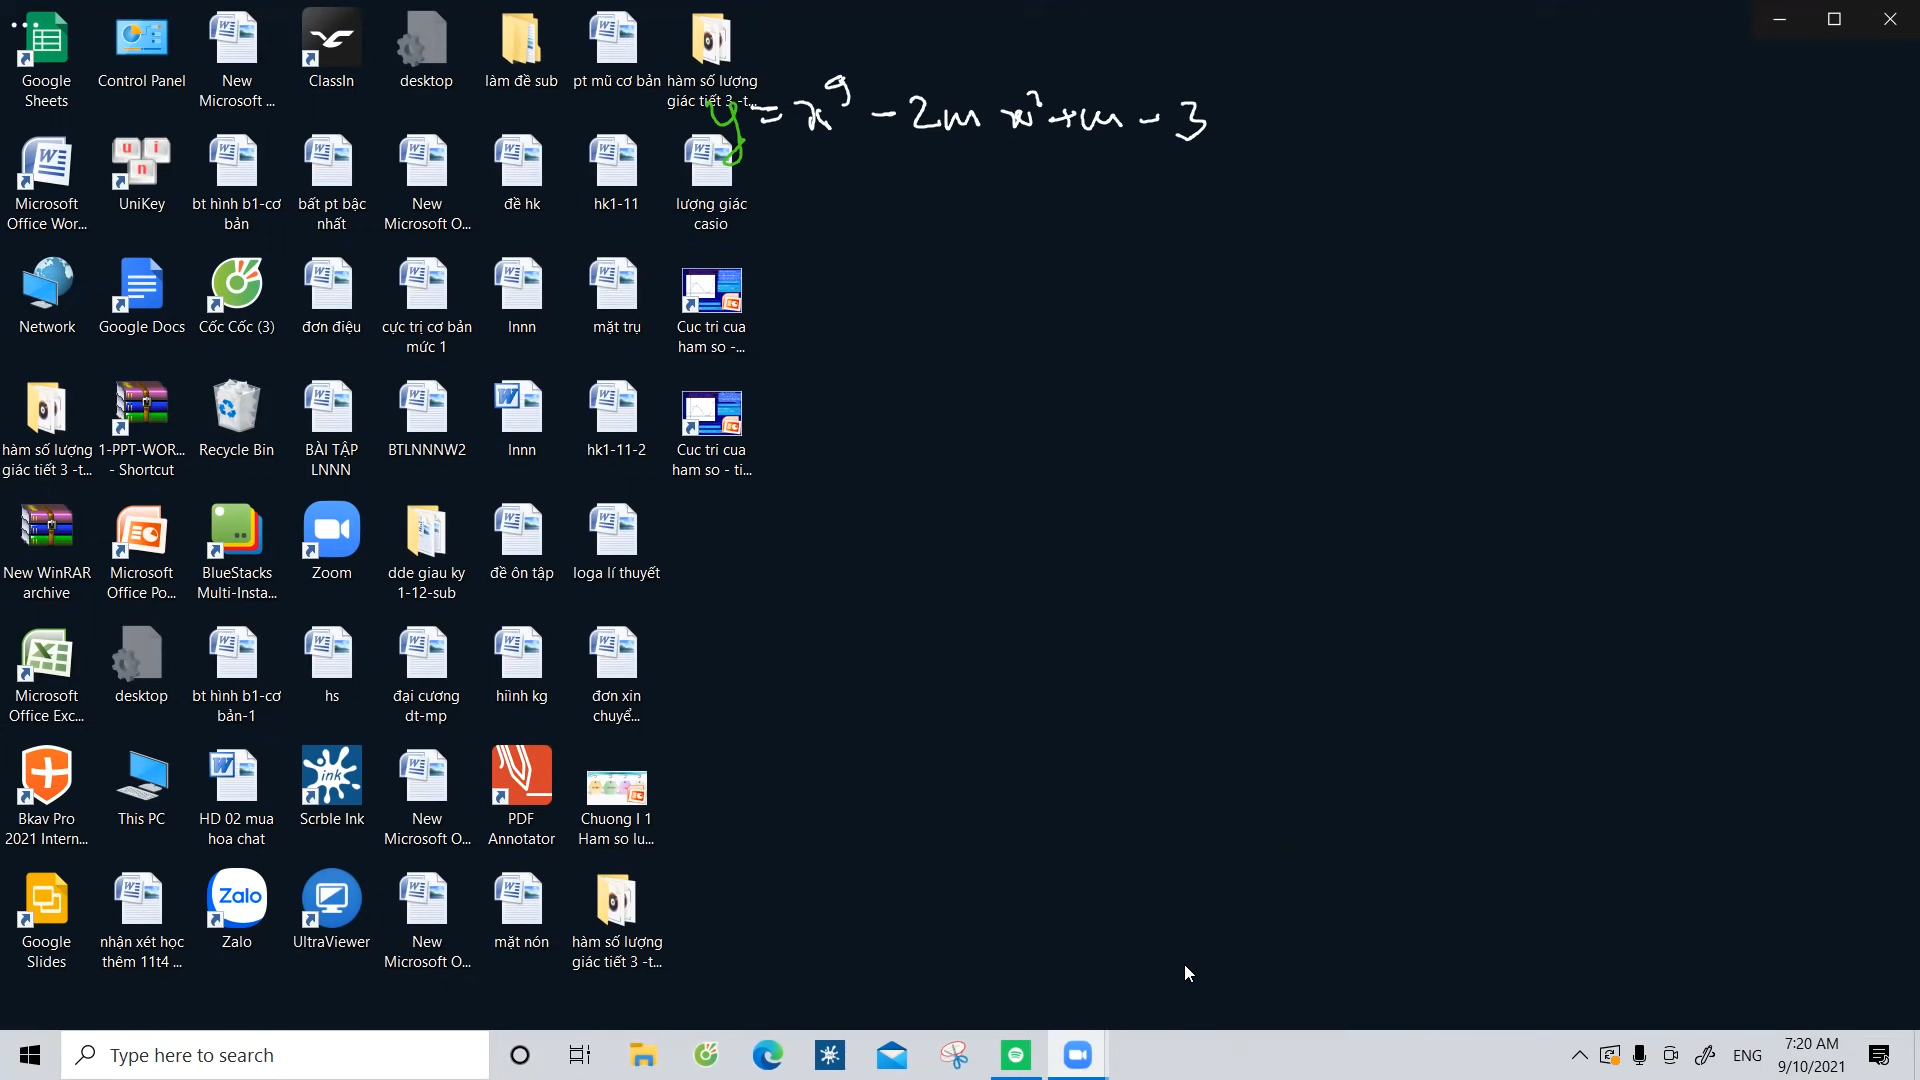 Google Sheets
Control Panel
New Microsoft ...
ClassIn
desktop
làm đề sub
pt mũ cơ bản
hàm số lượng giác tiết 3 -t...
y = x⁹ - 2m x² + m - 3
Microsoft Office Wor...
UniKey
bt hình b1-cơ bản
bất pt bậc nhất
New Microsoft O...
đề hk
hk1-11
lượng giác casio
Network
Google Docs
Cốc Cốc (3)
đơn điệu
cực trị cơ bản mức 1
lnnn
mặt trụ
Cuc tri cua ham so -...
hàm số lượng giác tiết 3 -t...
1-PPT-WOR... - Shortcut
Recycle Bin
BÀI TẬP LNNN
BTLNNNW2
lnnn
hk1-11-2
Cuc tri cua ham so - ti...
New WinRAR archive
Microsoft Office Po...
BlueStacks Multi-Insta...
Zoom
dde giau ky 1-12-sub
đề ôn tập
loga lí thuyết
Microsoft Office Exc...
desktop
bt hình b1-cơ bản-1
hs
đại cương dt-mp
hiình kg
đơn xin chuyể...
Bkav Pro 2021 Intern...
This PC
HD 02 mua hoa chat
ink
Scrble Ink
New Microsoft O...
PDF Annotator
Chuong I 1 Ham so lu...
Google Slides
nhận xét học thêm 11t4 ...
Zalo
Zalo
UltraViewer
New Microsoft O...
mặt nón
hàm số lượng giác tiết 3 -t...
Type here to search
ENG
7:20 AM
9/10/2021